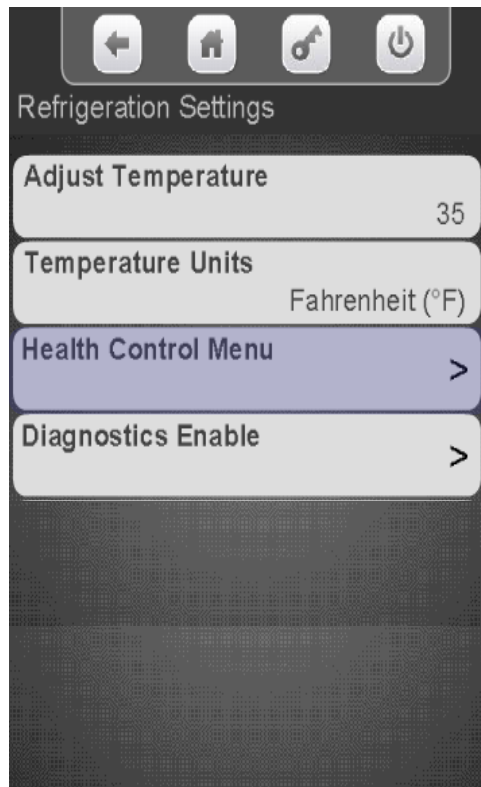 Refrigeration Settings
Adjust Temperature
35
Temperature Units
Fahrenheit (°F)
Health Control Menu
>
Diagnostics Enable
>